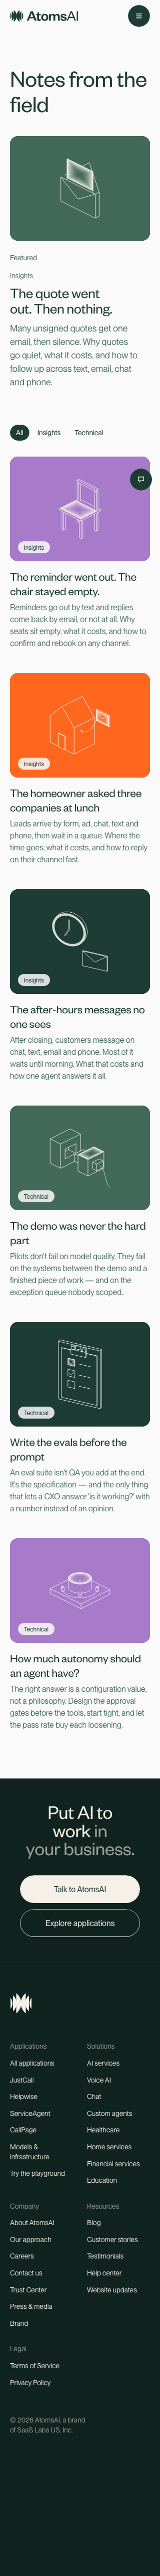 AtomsAI
Notes from the
field
Featured
Insights
The quote went
out. Then nothing.
Many unsigned quotes get one
email, then silence. Why quotes
go quiet, what it costs, and how to
follow up across text, email, chat
and phone.
All
Insights
Technical
Insights
The reminder went out. The
chair stayed empty.
Reminders go out by text and replies
come back by email, or not at all. Why
seats sit empty, what it costs, and how to
confirm and rebook on any channel.
Insights
The homeowner asked three
companies at lunch
Leads arrive by form, ad, chat, text and
phone, then wait in a queue. Where the
time goes, what it costs, and how to reply
on their channel fast.
Insights
The after-hours messages no
one sees
After closing, customers message on
chat, text, email and phone. Most of it
waits until morning. What that costs and
how one agent answers it all.
Technical
The demo was never the hard
part
Pilots don't fail on model quality. They fail
on the systems between the demo and a
finished piece of work — and on the
exception queue nobody scoped.
Technical
Write the evals before the
prompt
An eval suite isn't QA you add at the end.
It's the specification — and the only thing
that lets a CXO answer 'is it working?' with
a number instead of an opinion.
Technical
How much autonomy should
an agent have?
The right answer is a configuration value,
not a philosophy. Design the approval
gates before the tools, start tight, and let
the pass rate buy each loosening.
Put AI to
work in
your business.
Talk to AtomsAI
Explore applications
Applications
All applications
JustCall
Helpwise
ServiceAgent
CallPage
Models &
Infrastructure
Try the playground
Solutions
AI services
Voice AI
Chat
Custom agents
Healthcare
Home services
Financial services
Education
Company
About AtomsAI
Our approach
Careers
Contact us
Trust Center
Press & media
Brand
Resources
Blog
Customer stories
Testimonials
Help center
Website updates
Legal
Terms of Service
Privacy Policy
© 2026 AtomsAI, a brand
of SaaS Labs US, Inc.